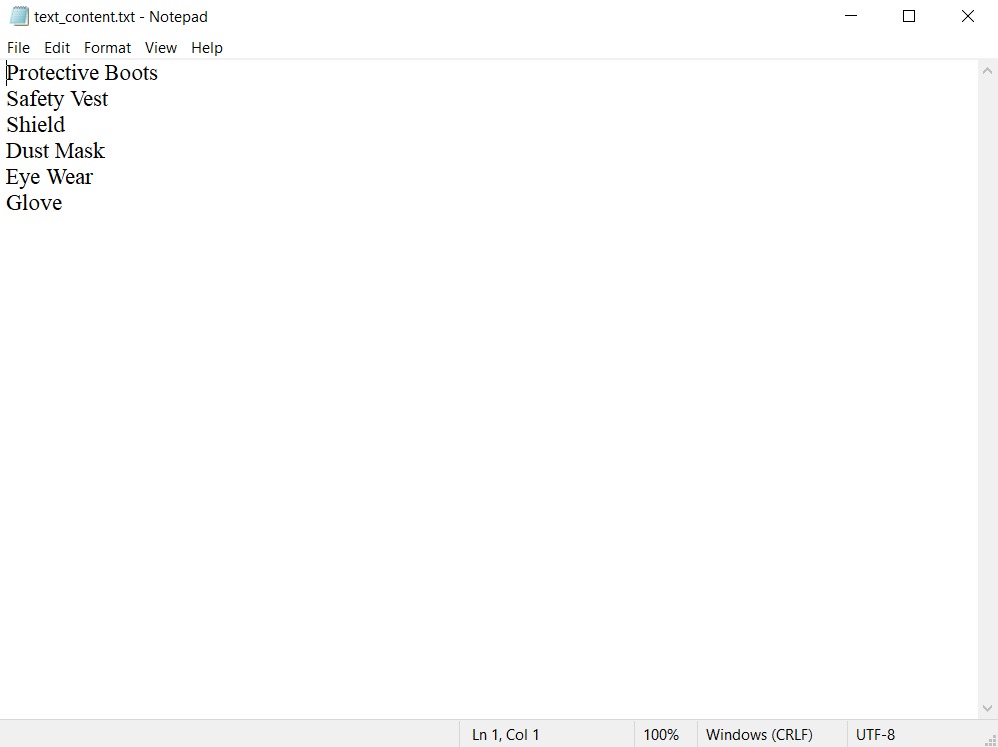 text_content.txt - Notepad
File Edit Format View Help
Protective Boots
Safety Vest
Shield
Dust Mask
Eye Wear
Glove
Ln 1, Col 1 100% Windows (CRLF) UTF-8